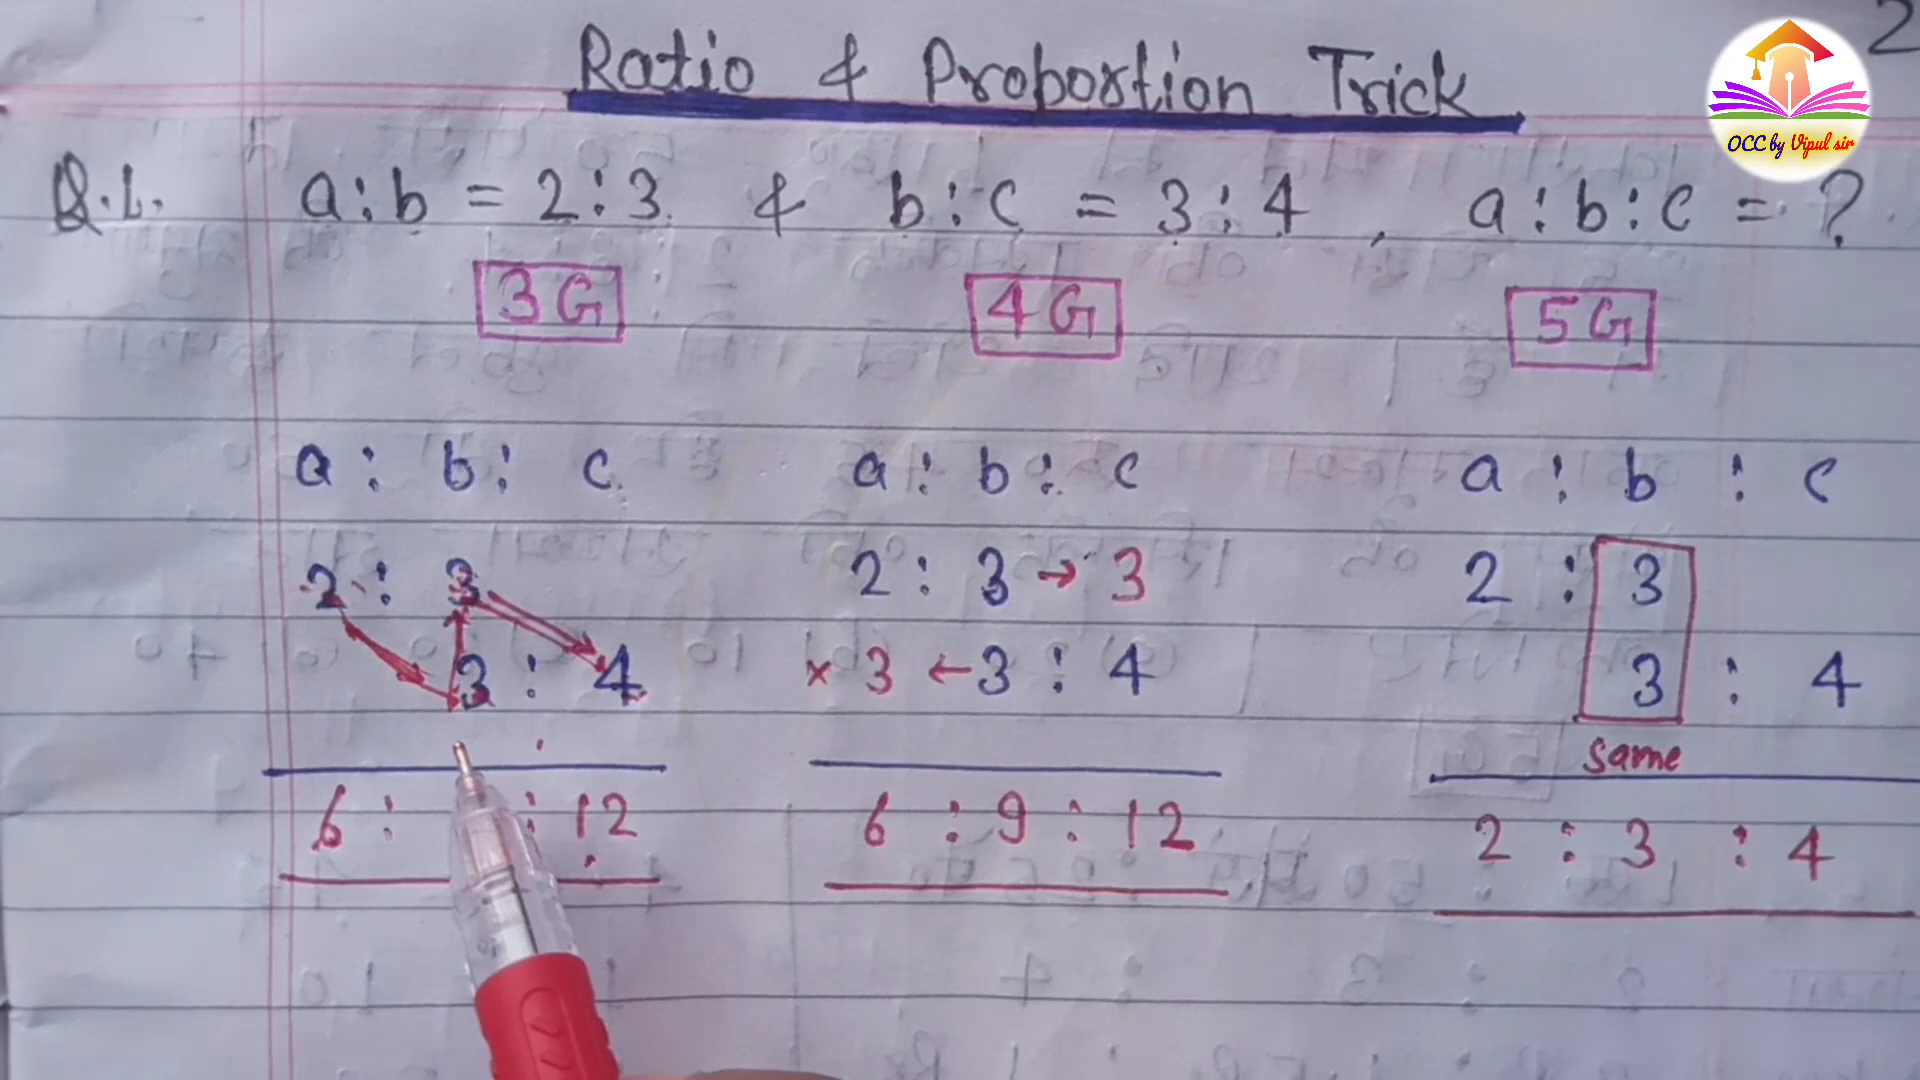 Ratio & Probortion Trick
2
OCC by Vipul sir
Q.1. a:b = 2:3 & b:c = 3:4, a:b:c = ?
3G 4G 5G
a : b : c a : b : c a : b : c
2 : 3 2 : 3 → 3 2 : 3
3 : 4 × 3 ← 3 : 4 3 : 4
same
6 : : 12 6 : 9 : 12 2 : 3 : 4